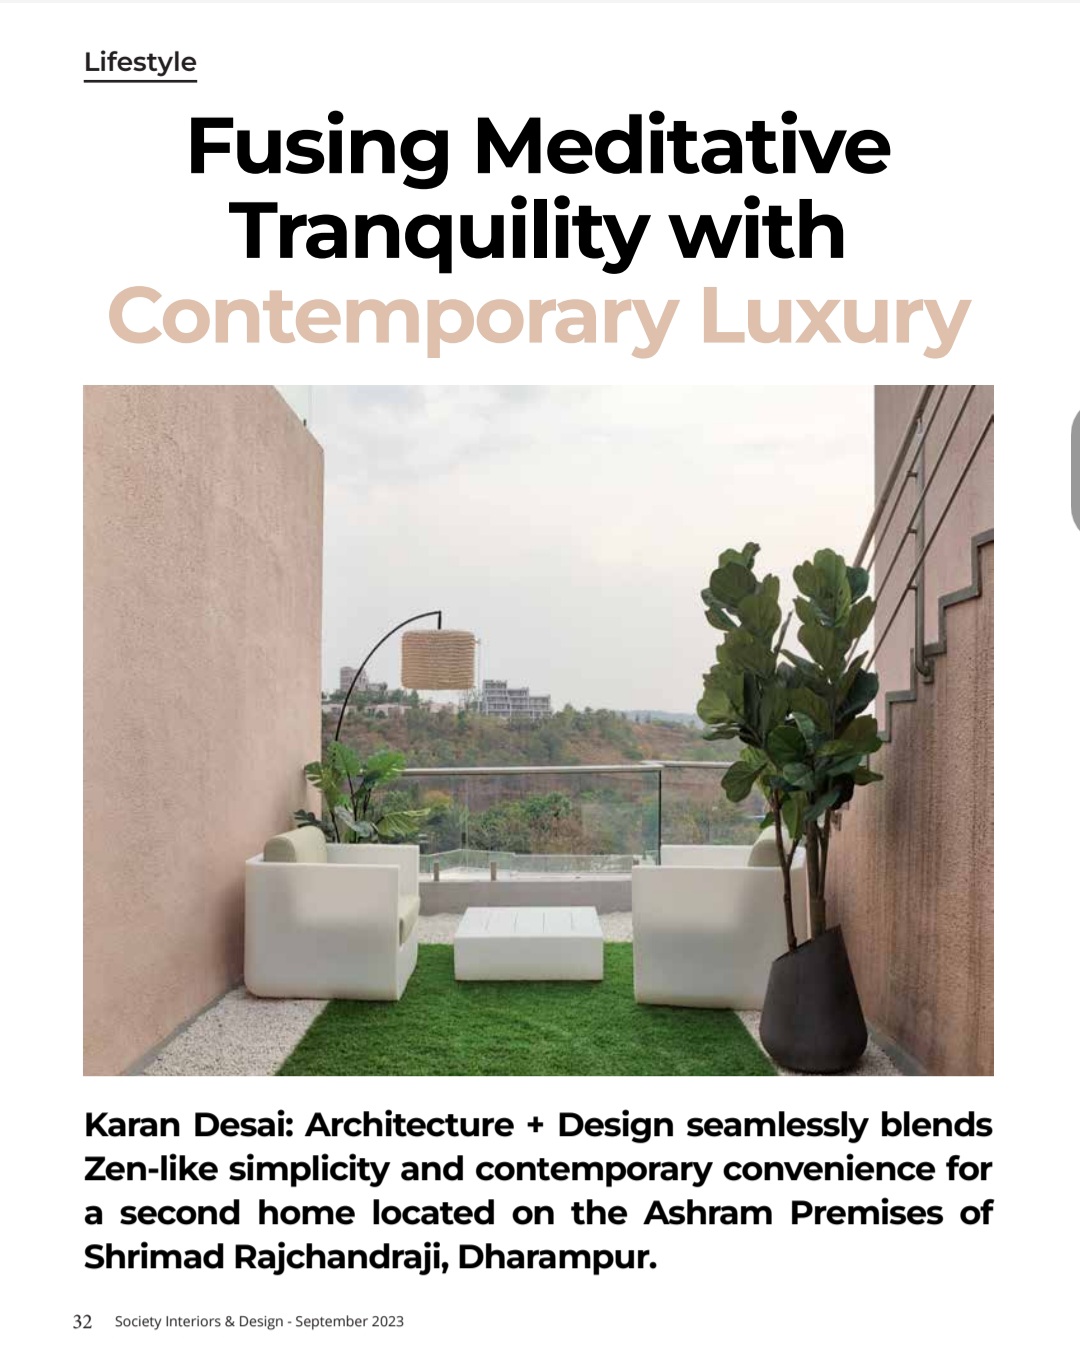 Lifestyle
Fusing Meditative
Tranquility with
Contemporary Luxury
Karan Desai: Architecture + Design seamlessly blends
Zen-like simplicity and contemporary convenience for
a second home located on the Ashram Premises of
Shrimad Rajchandraji, Dharampur.
32 Society Interiors & Design - September 2023